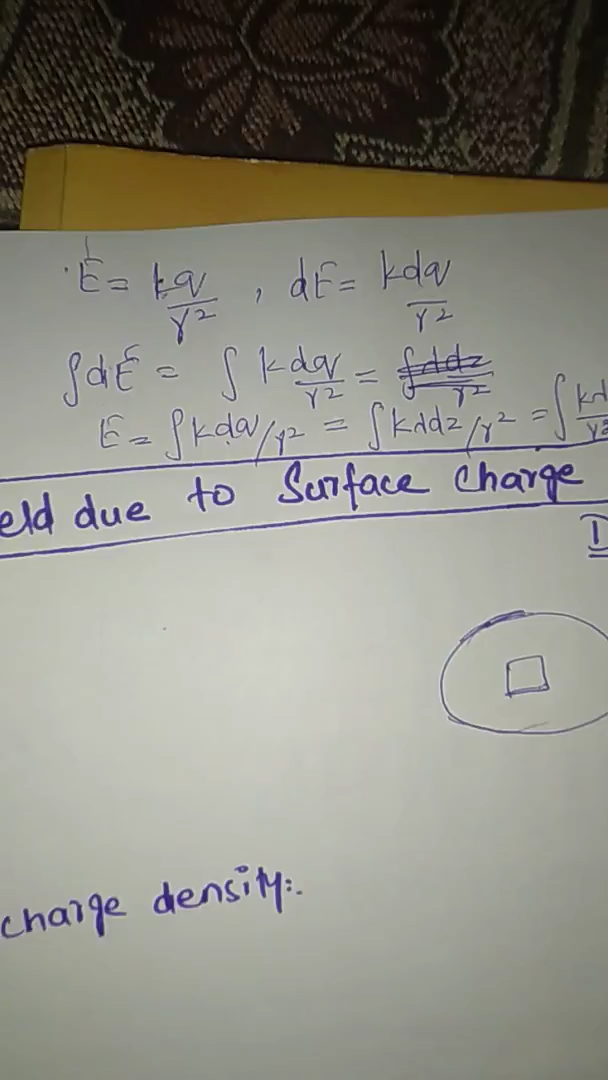 E = kq/r², dE = kdq/r²
∫dE = ∫kdq/r² =
E = ∫kdq/r² = ∫kλdz/r² = ∫
eld due to Surface Charge
charge density:-